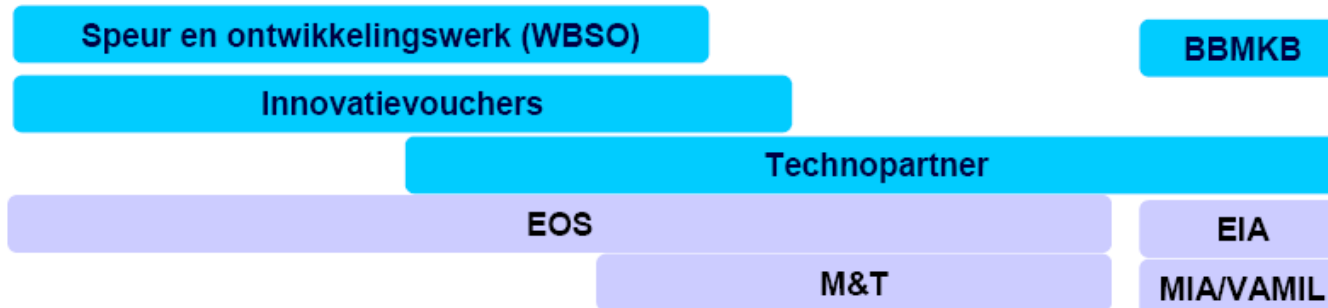 Speur en ontwikkelingswerk (WBSO)
BBMKB
Innovatievouchers
Technopartner
EOS
EIA
M&T
MIA/VAMIL